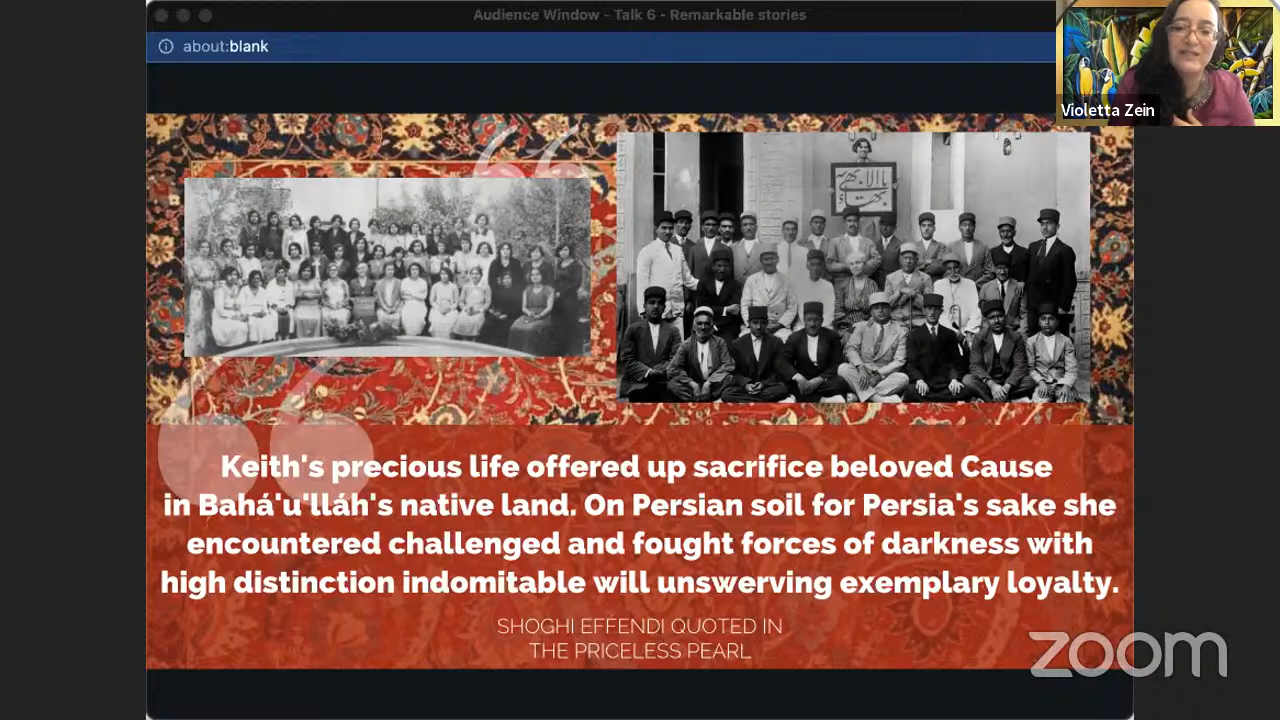 Audience Window - Talk 6 - Remarkable stories
about:blank
Violetta Zein
Keith's precious life offered up sacrifice beloved Cause
in Bahá'u'lláh's native land. On Persian soil for Persia's sake she
encountered challenged and fought forces of darkness with
high distinction indomitable will unswerving exemplary loyalty.
SHOGHI EFFENDI QUOTED IN
THE PRICELESS PEARL
zoom